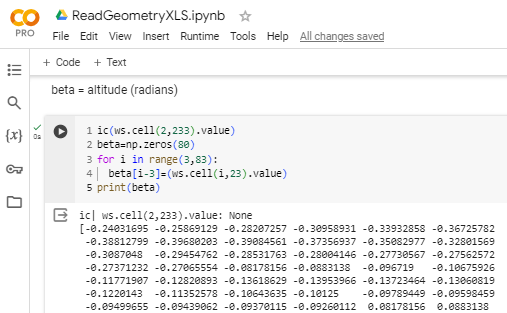 CO ReadGeometryXLS.ipynb
PRO File Edit View Insert Runtime Tools Help All changes saved
+ Code + Text
beta = altitude (radians)
{x}
0s
1 ic(ws.cell(2,233).value)
2 beta=np.zeros(80)
3 for i in range(3,83):
4 beta[i-3]=(ws.cell(i,23).value)
5 print(beta)
ic| ws.cell(2,233).value: None
[-0.24031695 -0.25869129 -0.28207257 -0.30958931 -0.33932858 -0.36725782
-0.38812799 -0.39680203 -0.39084561 -0.37356937 -0.35082977 -0.32801569
-0.3087048 -0.29454762 -0.28531763 -0.28004146 -0.27730567 -0.27562572
-0.27371232 -0.27065554 -0.08178156 -0.0883138 -0.096719 -0.10675926
-0.11771907 -0.12820893 -0.13618629 -0.13953966 -0.13723464 -0.13060819
-0.1220143 -0.11352578 -0.10643635 -0.10125 -0.09789449 -0.09598459
-0.09499655 -0.09439062 -0.09370115 -0.09260112 0.08178156 0.0883138